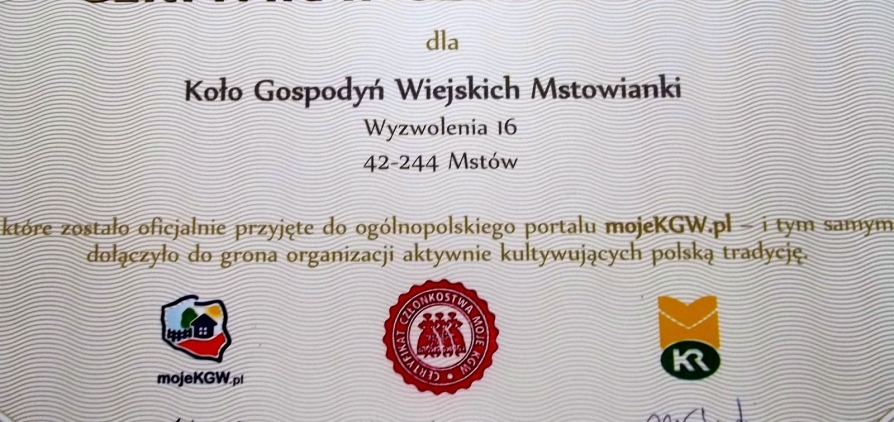 dla
Koło Gospodyń Wiejskich Mstowianki
Wyzwolenia 16
42-244 Mstów
które zostało oficjalnie przyjęte do ogólnopolskiego portalu mojeKGW.pl – i tym samym
dołączyło do grona organizacji aktywnie kultywujących polską tradycję.
mojeKGW.pl
CERTYFIKAT CZŁONKOSTWA MOJE KGW
KR